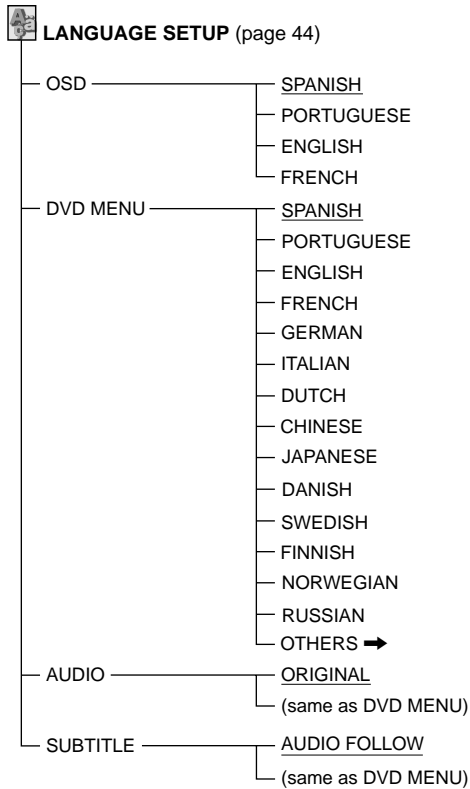 LANGUAGE SETUP (page 44)
OSD
SPANISH
PORTUGUESE
ENGLISH
FRENCH
DVD MENU
SPANISH
PORTUGUESE
ENGLISH
FRENCH
GERMAN
ITALIAN
DUTCH
CHINESE
JAPANESE
DANISH
SWEDISH
FINNISH
NORWEGIAN
RUSSIAN
OTHERS ➞
AUDIO
ORIGINAL
(same as DVD MENU)
SUBTITLE
AUDIO FOLLOW
(same as DVD MENU)